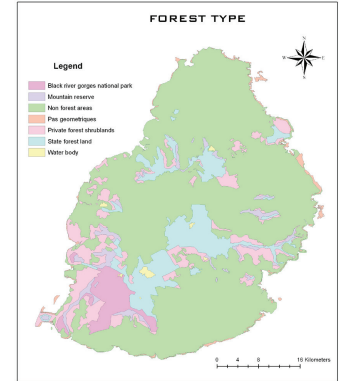 FOREST TYPE
N
W E
S
Legend
Black river gorges national park
Mountain reserve
Non forest areas
Pas geometriques
Private forest shrublands
State forest land
Water body
0 4 8 16 Kilometers